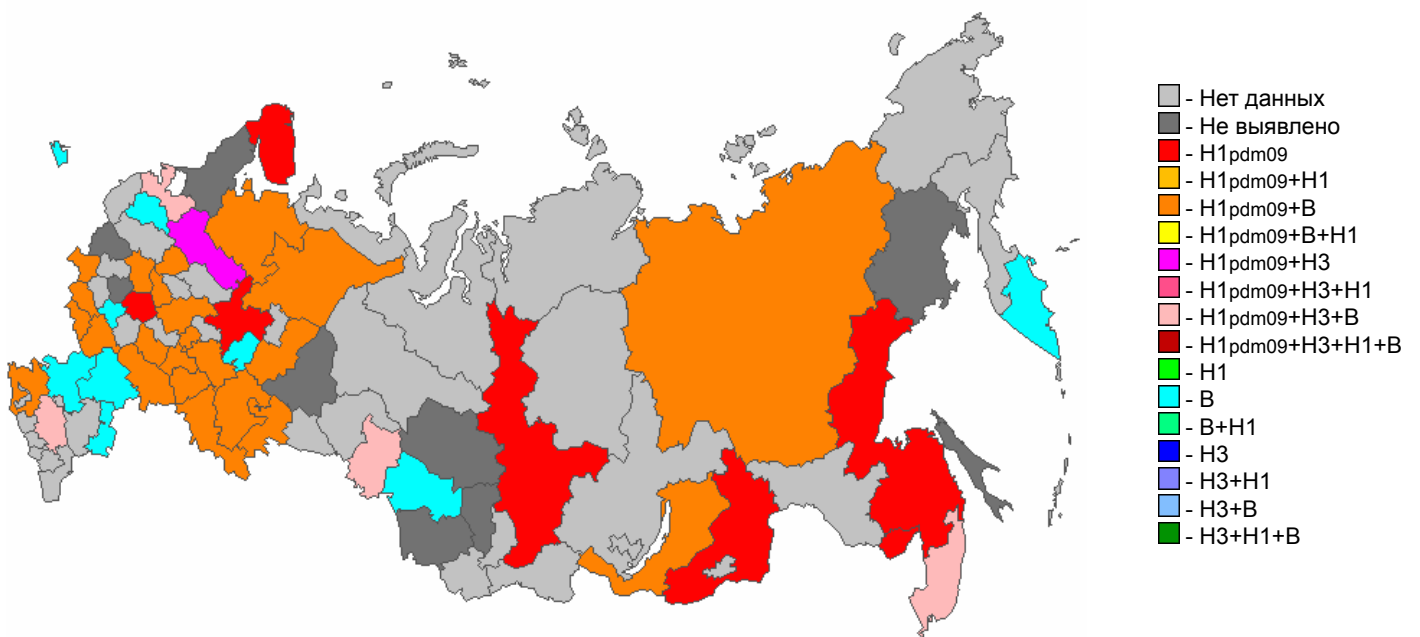 - Нет данных
- Не выявлено
- H1pdm09
- H1pdm09+H1
- H1pdm09+B
- H1pdm09+B+H1
- H1pdm09+H3
- H1pdm09+H3+H1
- H1pdm09+H3+B
- H1pdm09+H3+H1+B
- H1
- B
- B+H1
- H3
- H3+H1
- H3+B
- H3+H1+B